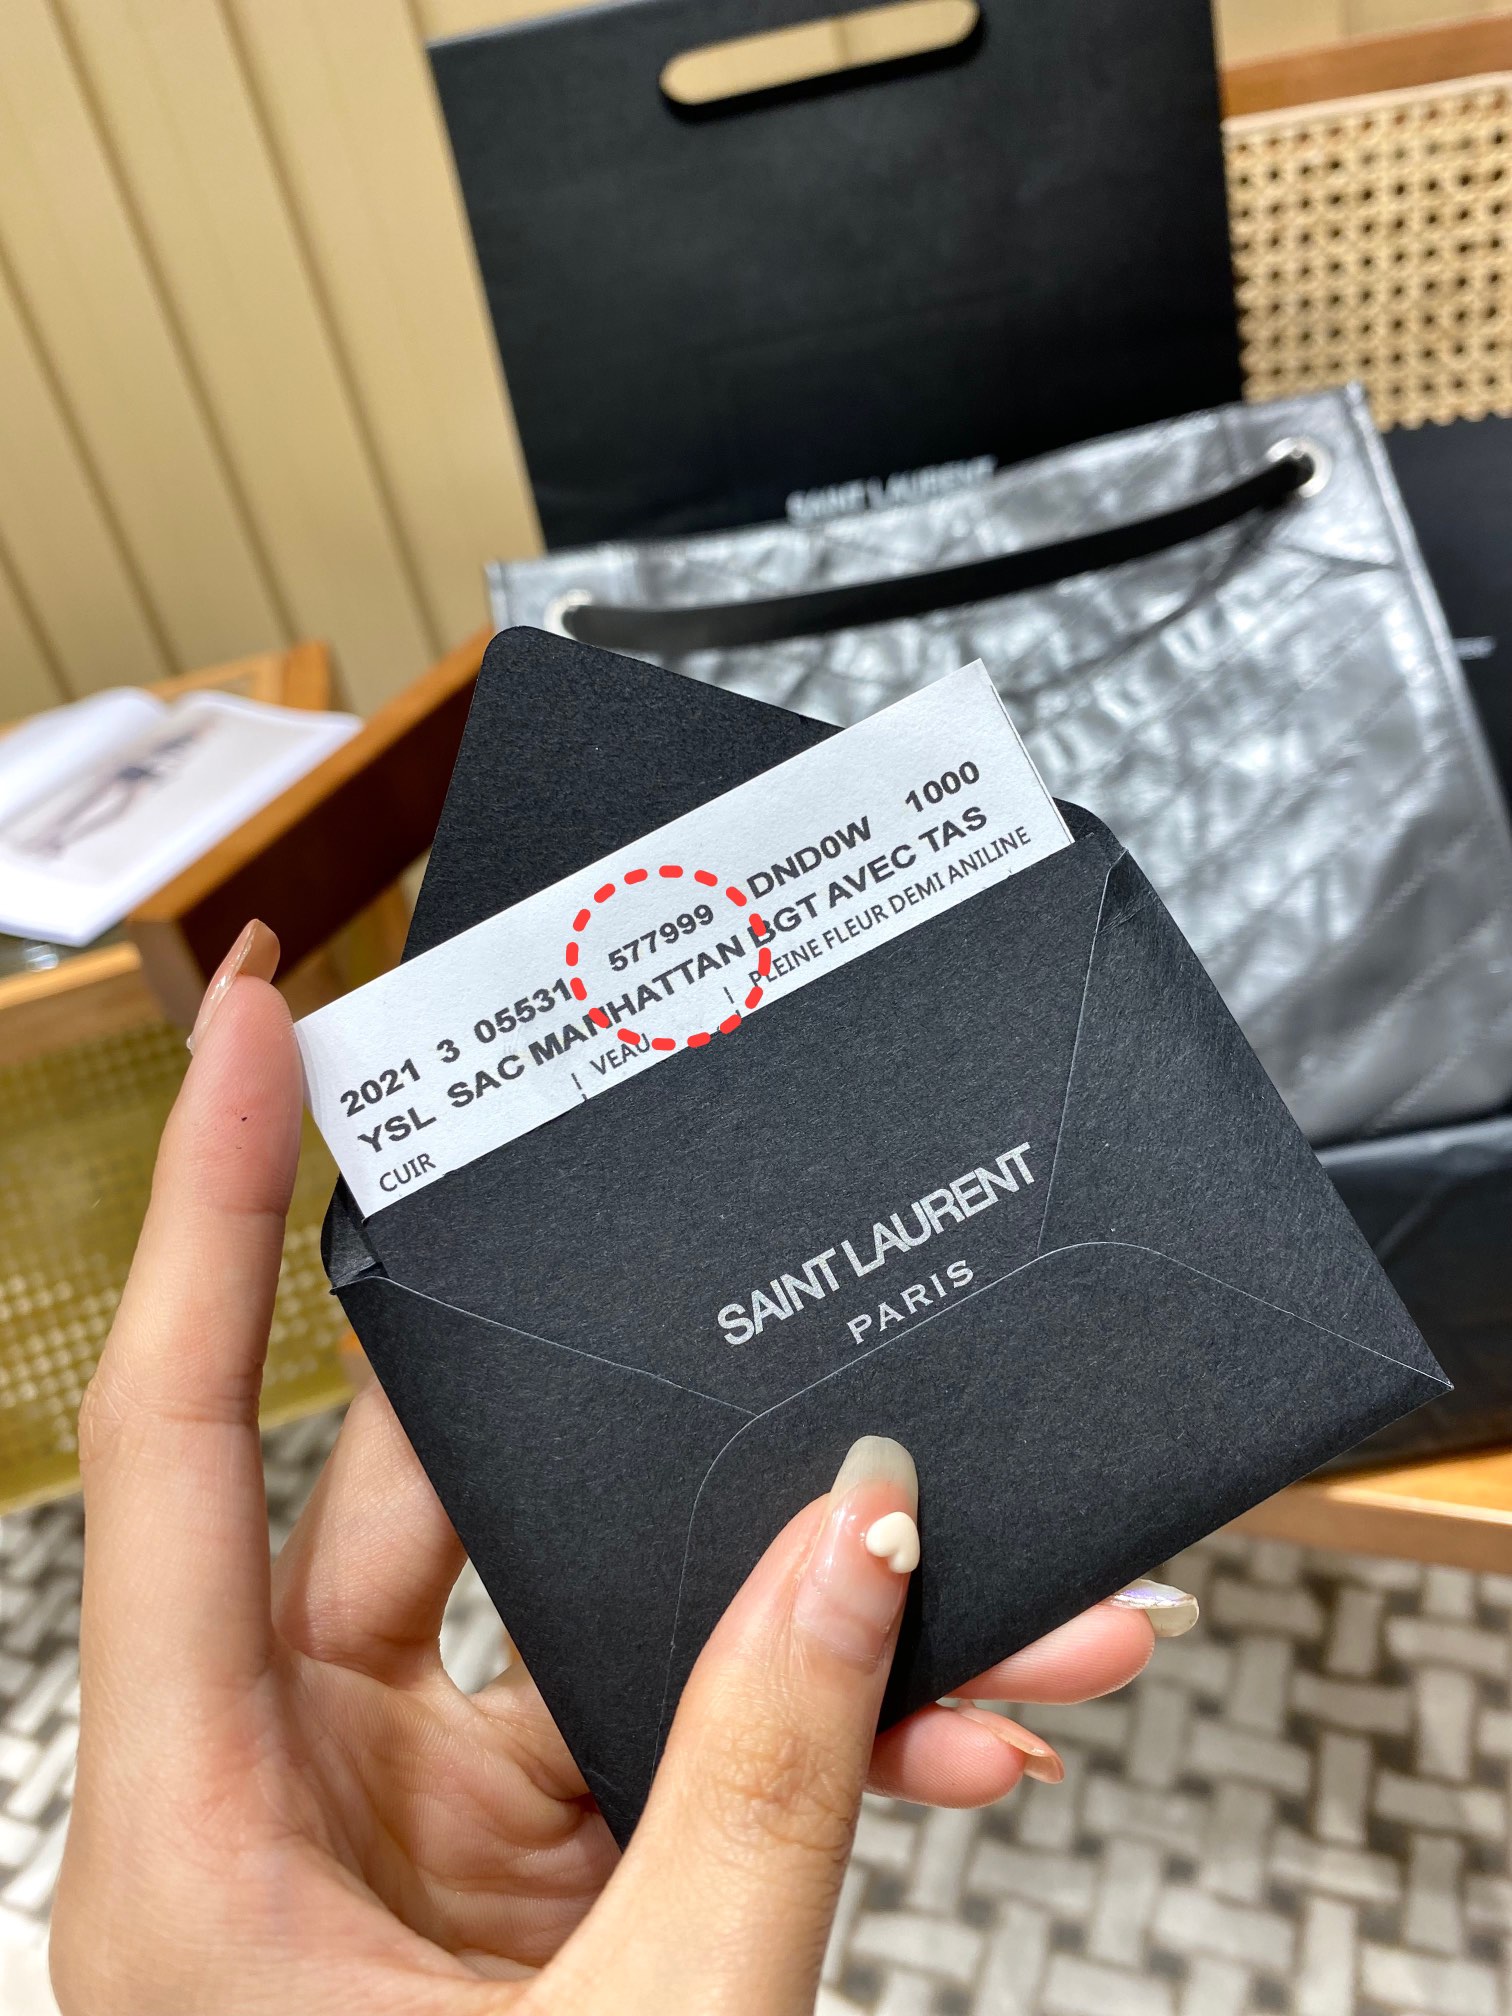 SAINT LAURENT
2021 3 05531 577999 DND0W 1000
YSL SAC MANHATTAN BGT AVEC TAS
CUIR | VEAU | PLEINE FLEUR DEMI ANILINE
SAINT LAURENT
PARIS